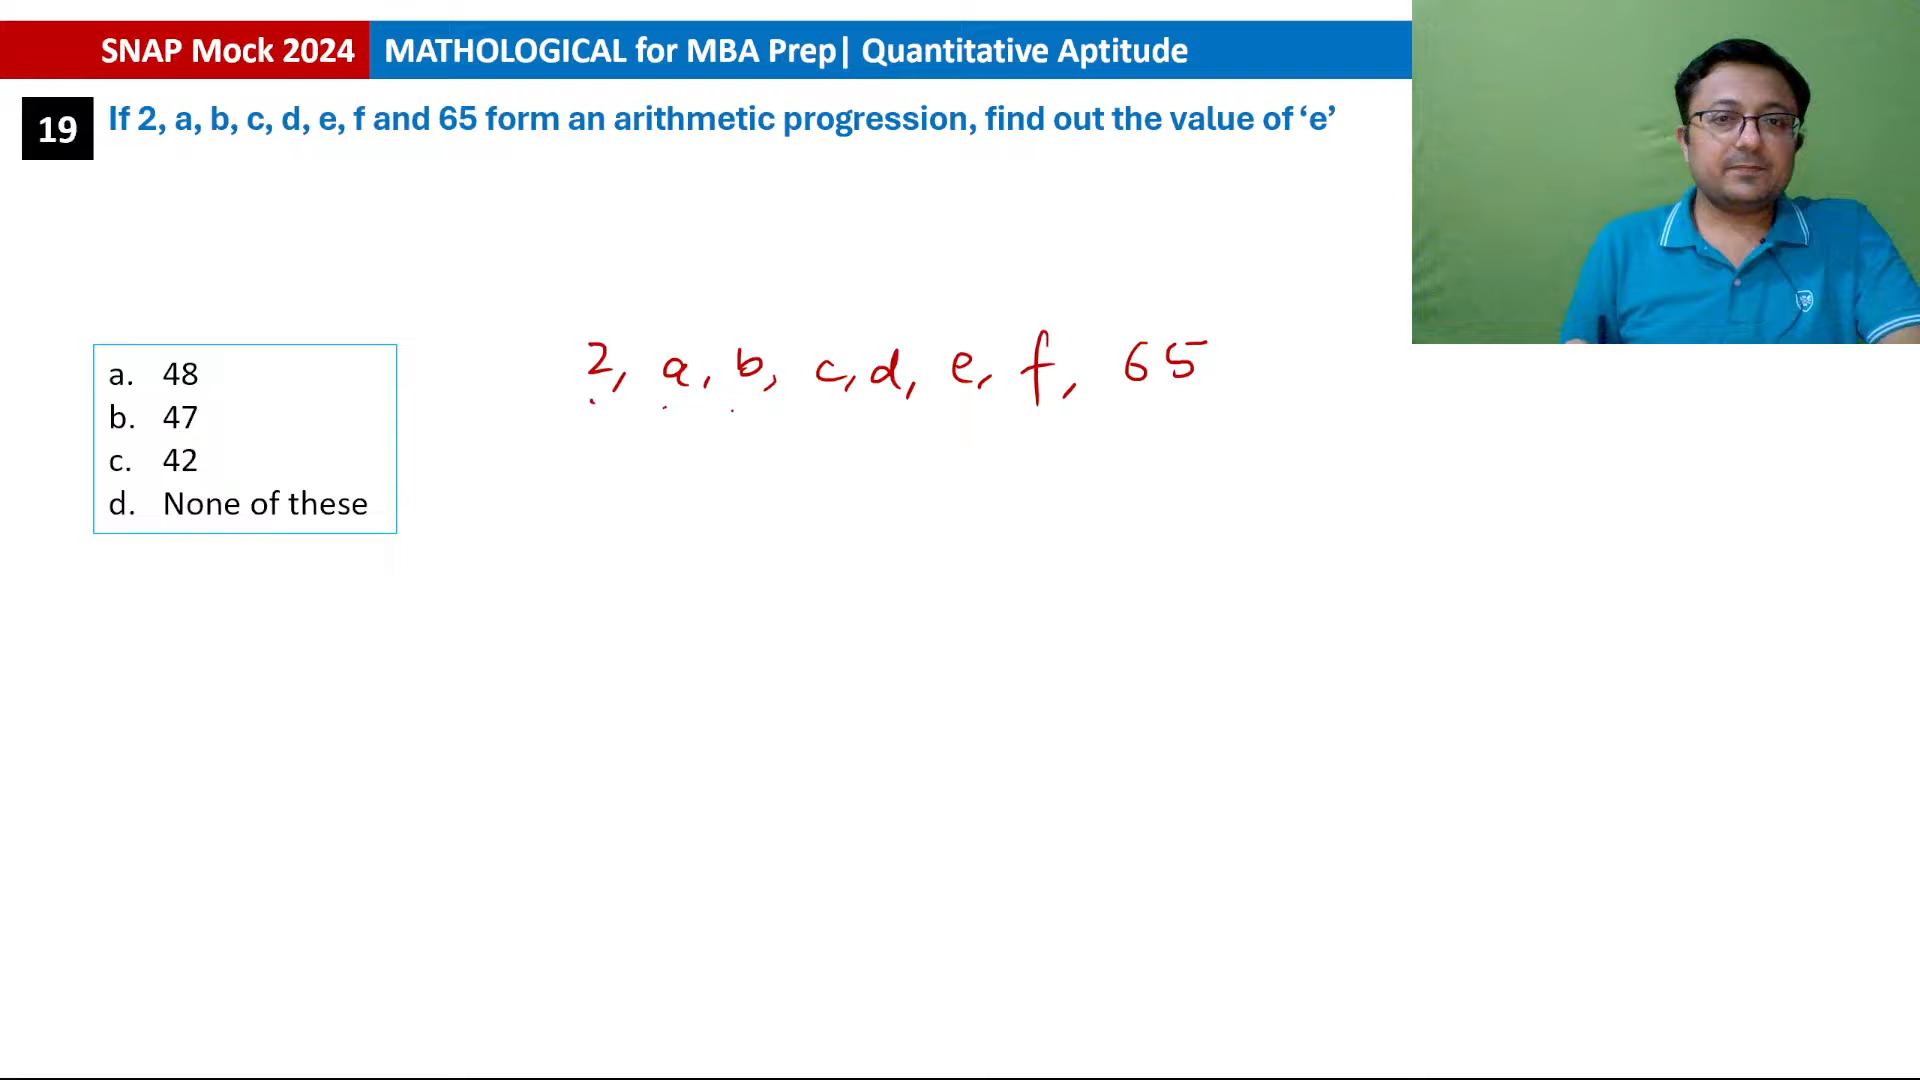 SNAP Mock 2024 MATHOLOGICAL for MBA Prep| Quantitative Aptitude
19 If 2, a, b, c, d, e, f and 65 form an arithmetic progression, find out the value of ‘e’
2, a, b, c, d, e, f, 65
a. 48
b. 47
c. 42
d. None of these